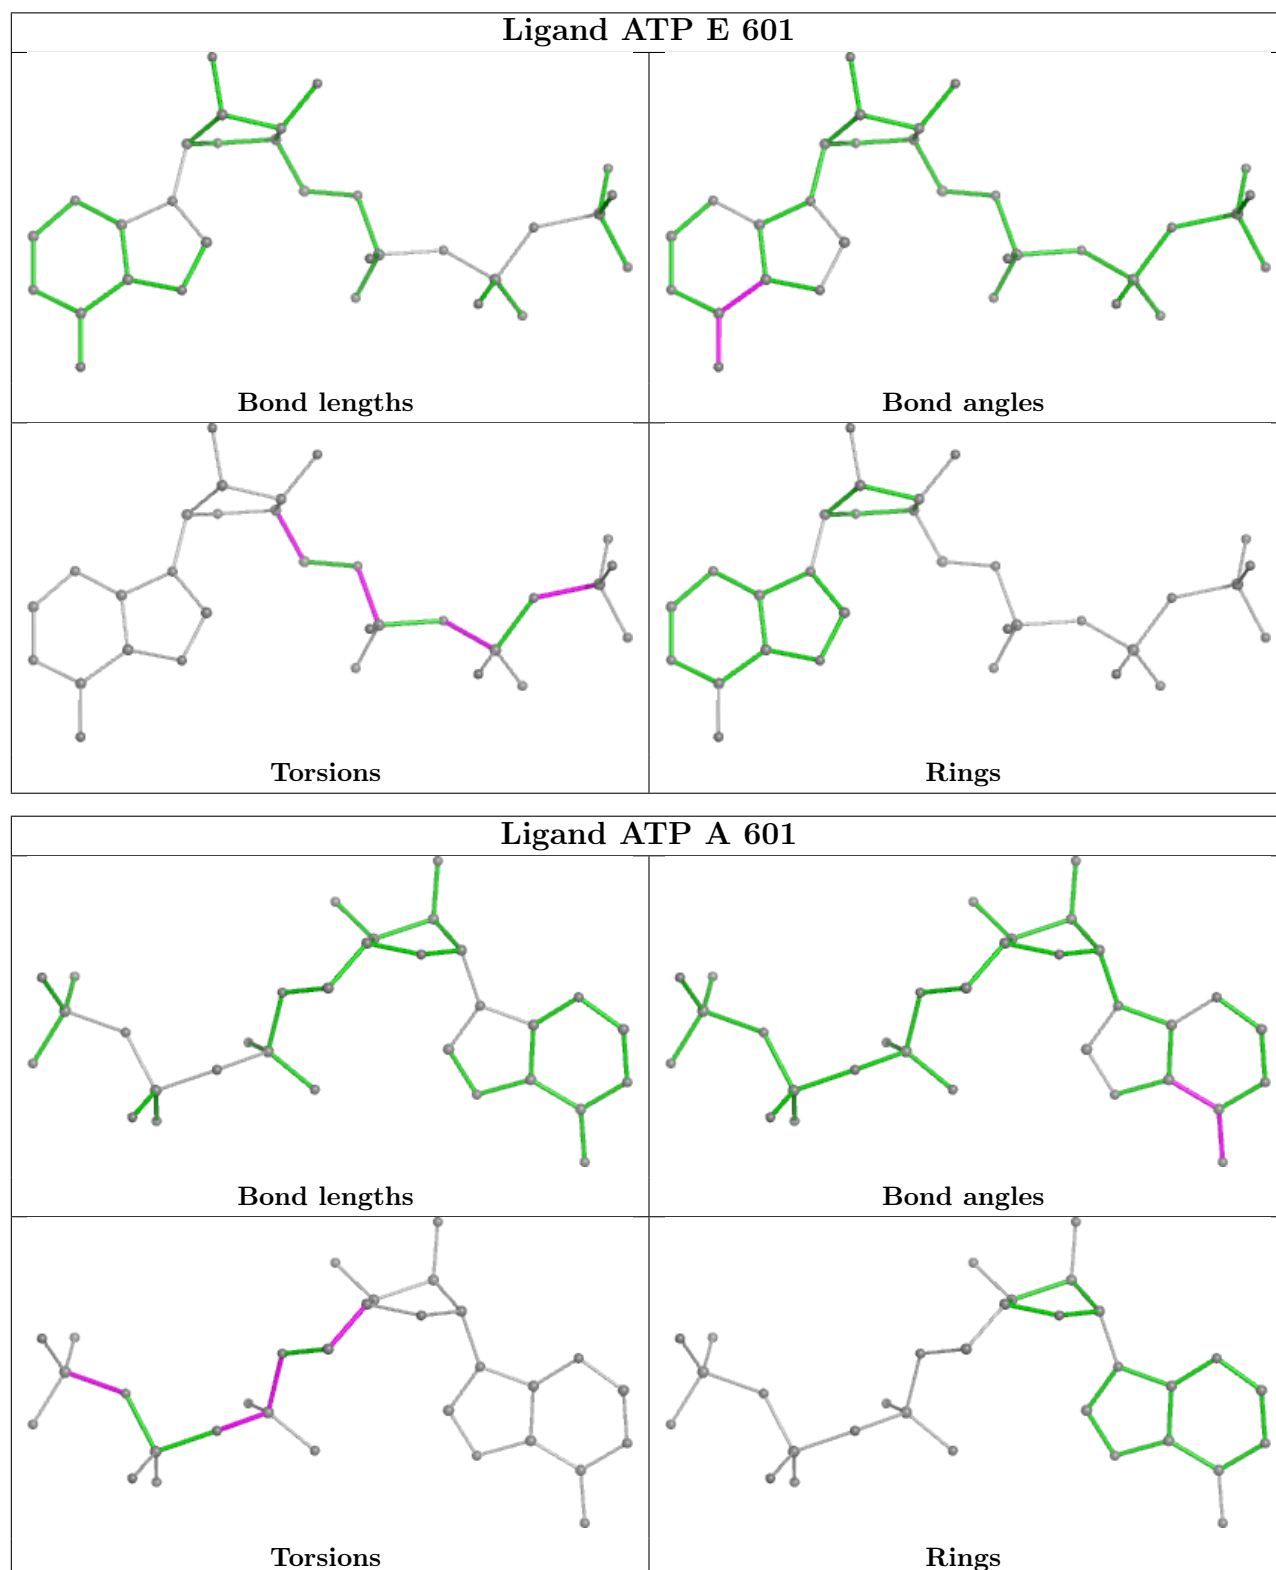 Ligand ATP E 601
Bond lengths
Bond angles
Torsions
Rings
Ligand ATP A 601
Bond lengths
Bond angles
Torsions
Rings